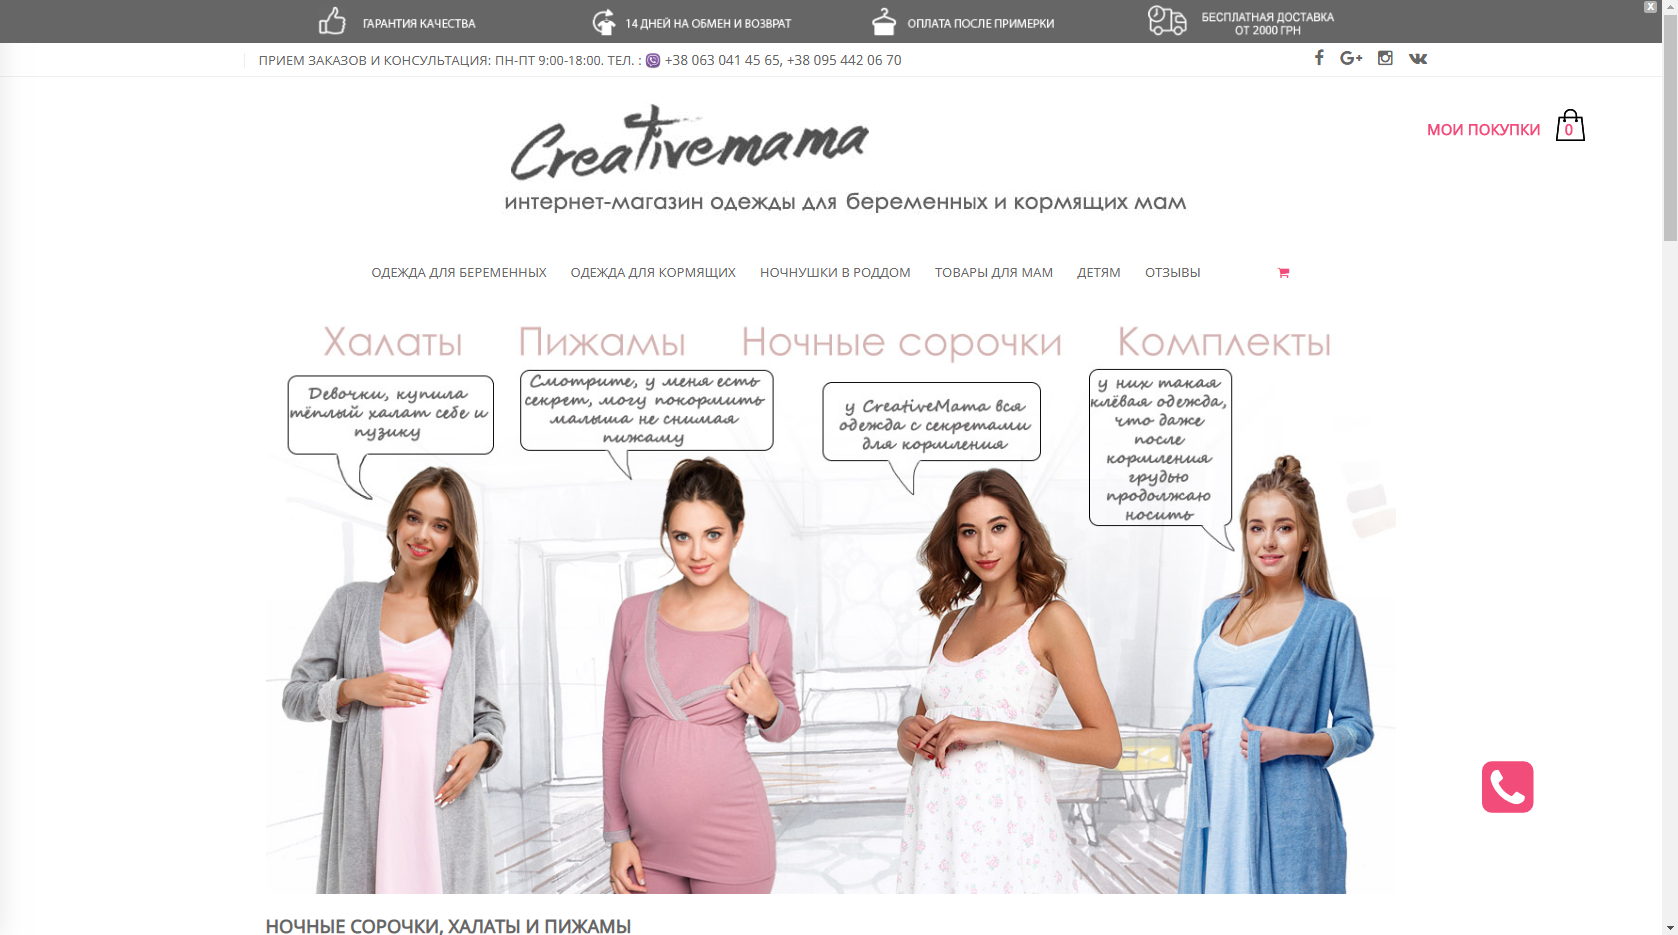 ГАРАНТИЯ КАЧЕСТВА
14 ДНЕЙ НА ОБМЕН И ВОЗВРАТ
ОПЛАТА ПОСЛЕ ПРИМЕРКИ
БЕСПЛАТНАЯ ДОСТАВКА
ОТ 2000 ГРН
X
ПРИЕМ ЗАКАЗОВ И КОНСУЛЬТАЦИЯ: ПН-ПТ 9:00-18:00. ТЕЛ. : +38 063 041 45 65, +38 095 442 06 70
Creativemama
интернет-магазин одежды для беременных и кормящих мам
МОИ ПОКУПКИ
0
ОДЕЖДА ДЛЯ БЕРЕМЕННЫХ ОДЕЖДА ДЛЯ КОРМЯЩИХ НОЧНУШКИ В РОДДОМ ТОВАРЫ ДЛЯ МАМ ДЕТЯМ ОТЗЫВЫ
Халаты
Пижамы
Ночные сорочки
Комплекты
Девочки, купила
тёплый халат себе и
пузику
Смотрите, у меня есть
секрет, могу покормить
малыша не снимая
пижаму
у CreativeMama вся
одежда с секретами
для кормления
у них такая
клёвая одежда,
что даже
после
кормления
грудью
продолжаю
носить
НОЧНЫЕ СОРОЧКИ, ХАЛАТЫ И ПИЖАМЫ